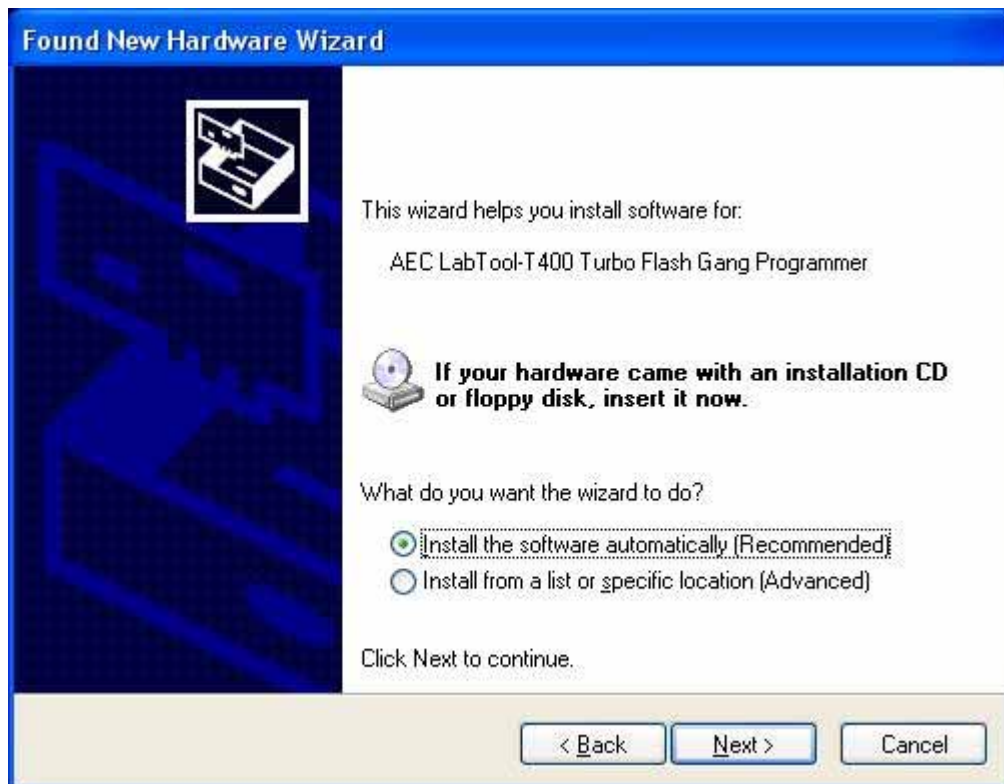 Found New Hardware Wizard
This wizard helps you install software for:
AEC LabTool-T400 Turbo Flash Gang Programmer
If your hardware came with an installation CD
or floppy disk, insert it now.
What do you want the wizard to do?
Install the software automatically (Recommended)
Install from a list or specific location (Advanced)
Click Next to continue.
< Back
Next >
Cancel